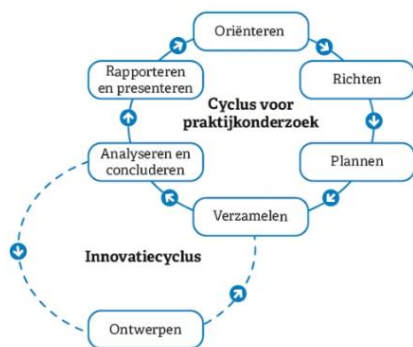 Oriënteren
Rapporteren
en presenteren
Richten
Cyclus voor
praktijkonderzoek
Analyseren en
concluderen
Plannen
Verzamelen
Innovatiecyclus
Ontwerpen